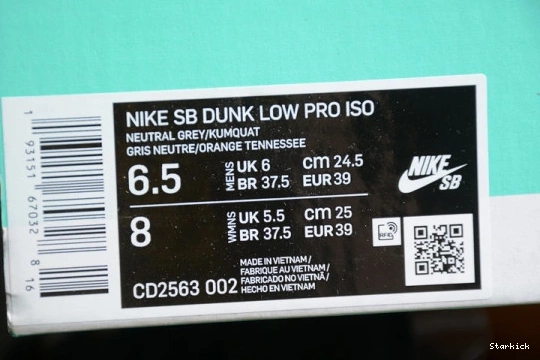 NIKE SB DUNK LOW PRO ISO
NEUTRAL GREY/KUMQUAT
GRIS NEUTRE/ORANGE TENNESSEE
6.5 MENS UK 6 cm 24.5
BR 37.5 EUR 39
8 WMNS UK 5.5 cm 25
BR 37.5 EUR 39
NIKE
SB
RFID
MADE IN VIETNAM /
FABRIQUE AU VIETNAM /
FABRICADO NO VIETNÃ /
HECHO EN VIETNAM
CD2563 002
1 93151 67032 8 16
Starkick